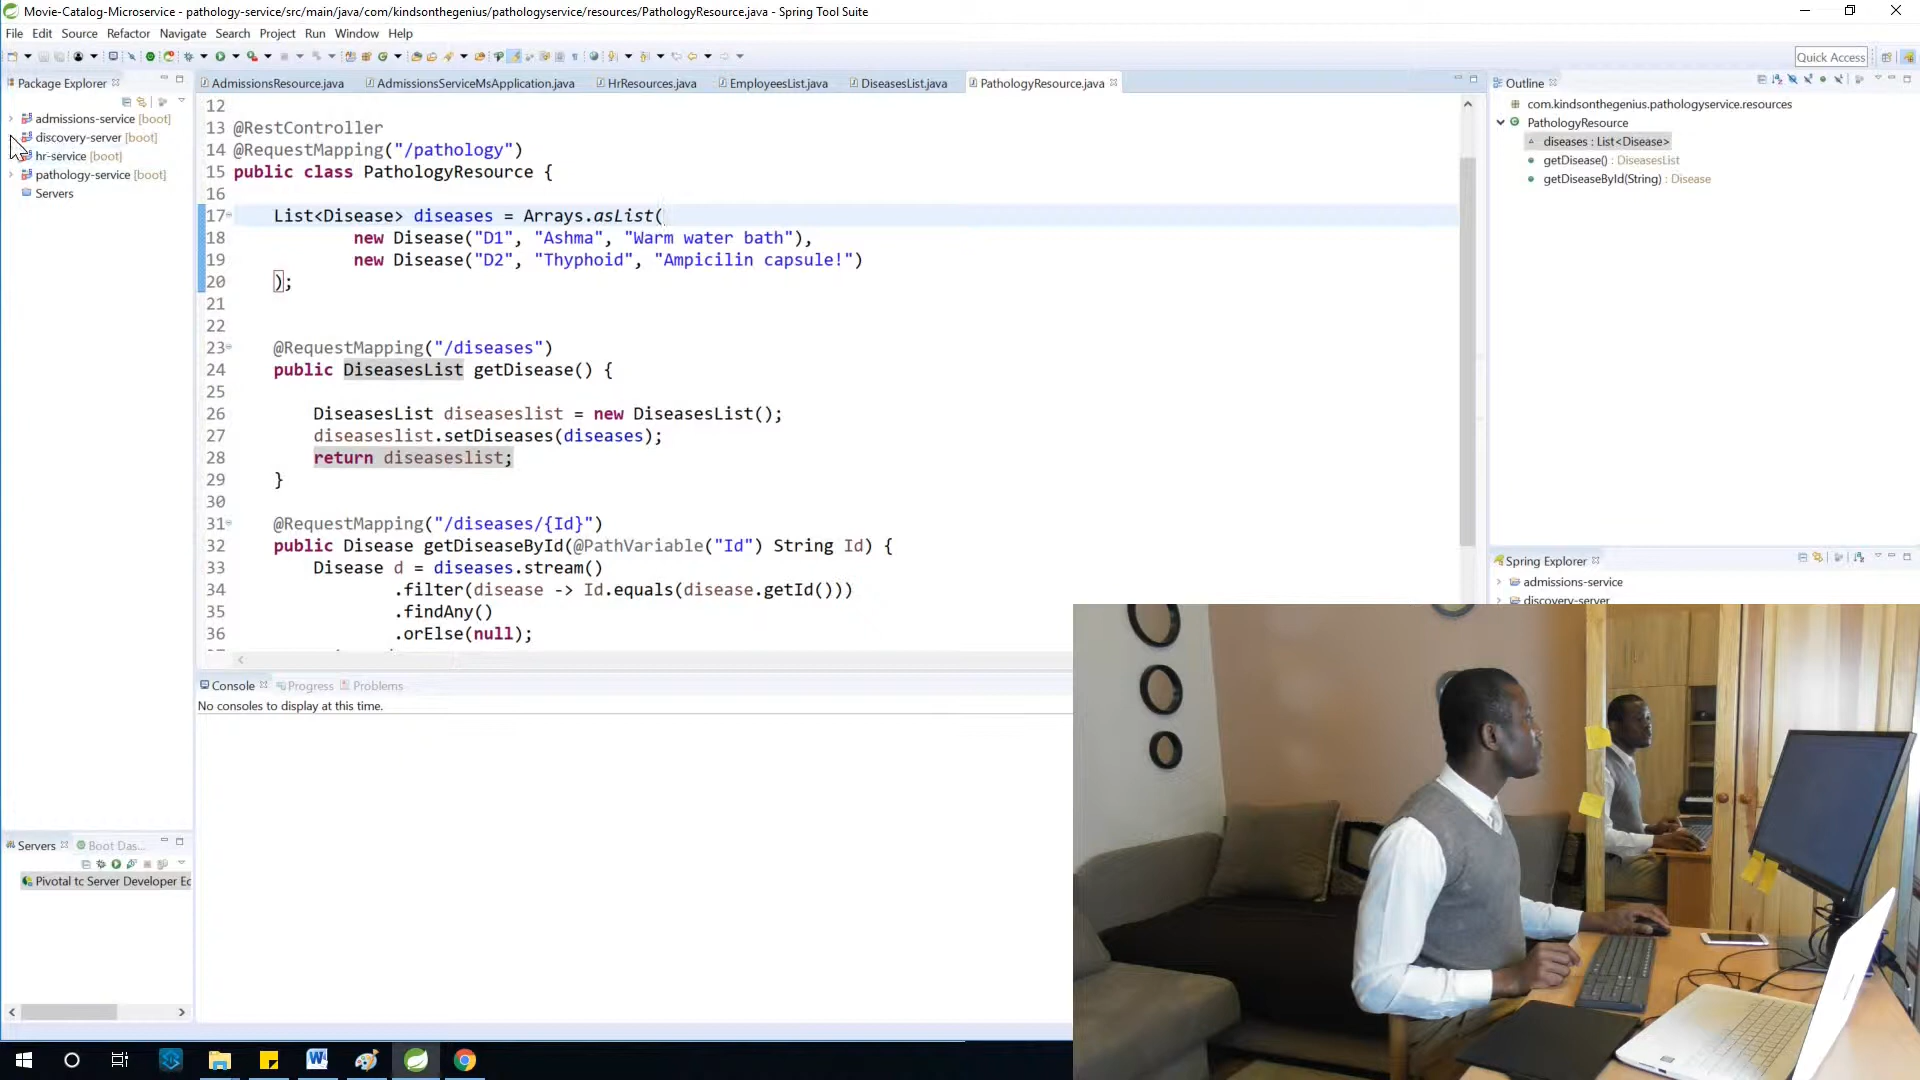 Movie-Catalog-Microservice - pathology-service/src/main/java/com/kindsonthegenius/pathologyservice/resources/PathologyResource.java - Spring Tool Suite
File Edit Source Refactor Navigate Search Project Run Window Help
Quick Access
Package Explorer
admissions-service [boot]
discovery-server [boot]
hr-service [boot]
pathology-service [boot]
Servers
AdmissionsResource.java AdmissionsServiceMsApplication.java HrResources.java EmployeesList.java DiseasesList.java PathologyResource.java
12
13 @RestController
14 @RequestMapping("/pathology")
15 public class PathologyResource {
16
17 List<Disease> diseases = Arrays.asList(
18 new Disease("D1", "Ashma", "Warm water bath"),
19 new Disease("D2", "Thyphoid", "Ampicilin capsule!")
20 );
21
22
23 @RequestMapping("/diseases")
24 public DiseasesList getDisease() {
25
26 DiseasesList diseaseslist = new DiseasesList();
27 diseaseslist.setDiseases(diseases);
28 return diseaseslist;
29 }
30
31 @RequestMapping("/diseases/{Id}")
32 public Disease getDiseaseById(@PathVariable("Id") String Id) {
33 Disease d = diseases.stream()
34 .filter(disease -> Id.equals(disease.getId()))
35 .findAny()
36 .orElse(null);
Outline
com.kindsonthegenius.pathologyservice.resources
PathologyResource
diseases : List<Disease>
getDisease() : DiseasesList
getDiseaseById(String) : Disease
Spring Explorer
admissions-service
discovery-server
Console Progress Problems
No consoles to display at this time.
Servers Boot Das...
Pivotal tc Server Developer Ec